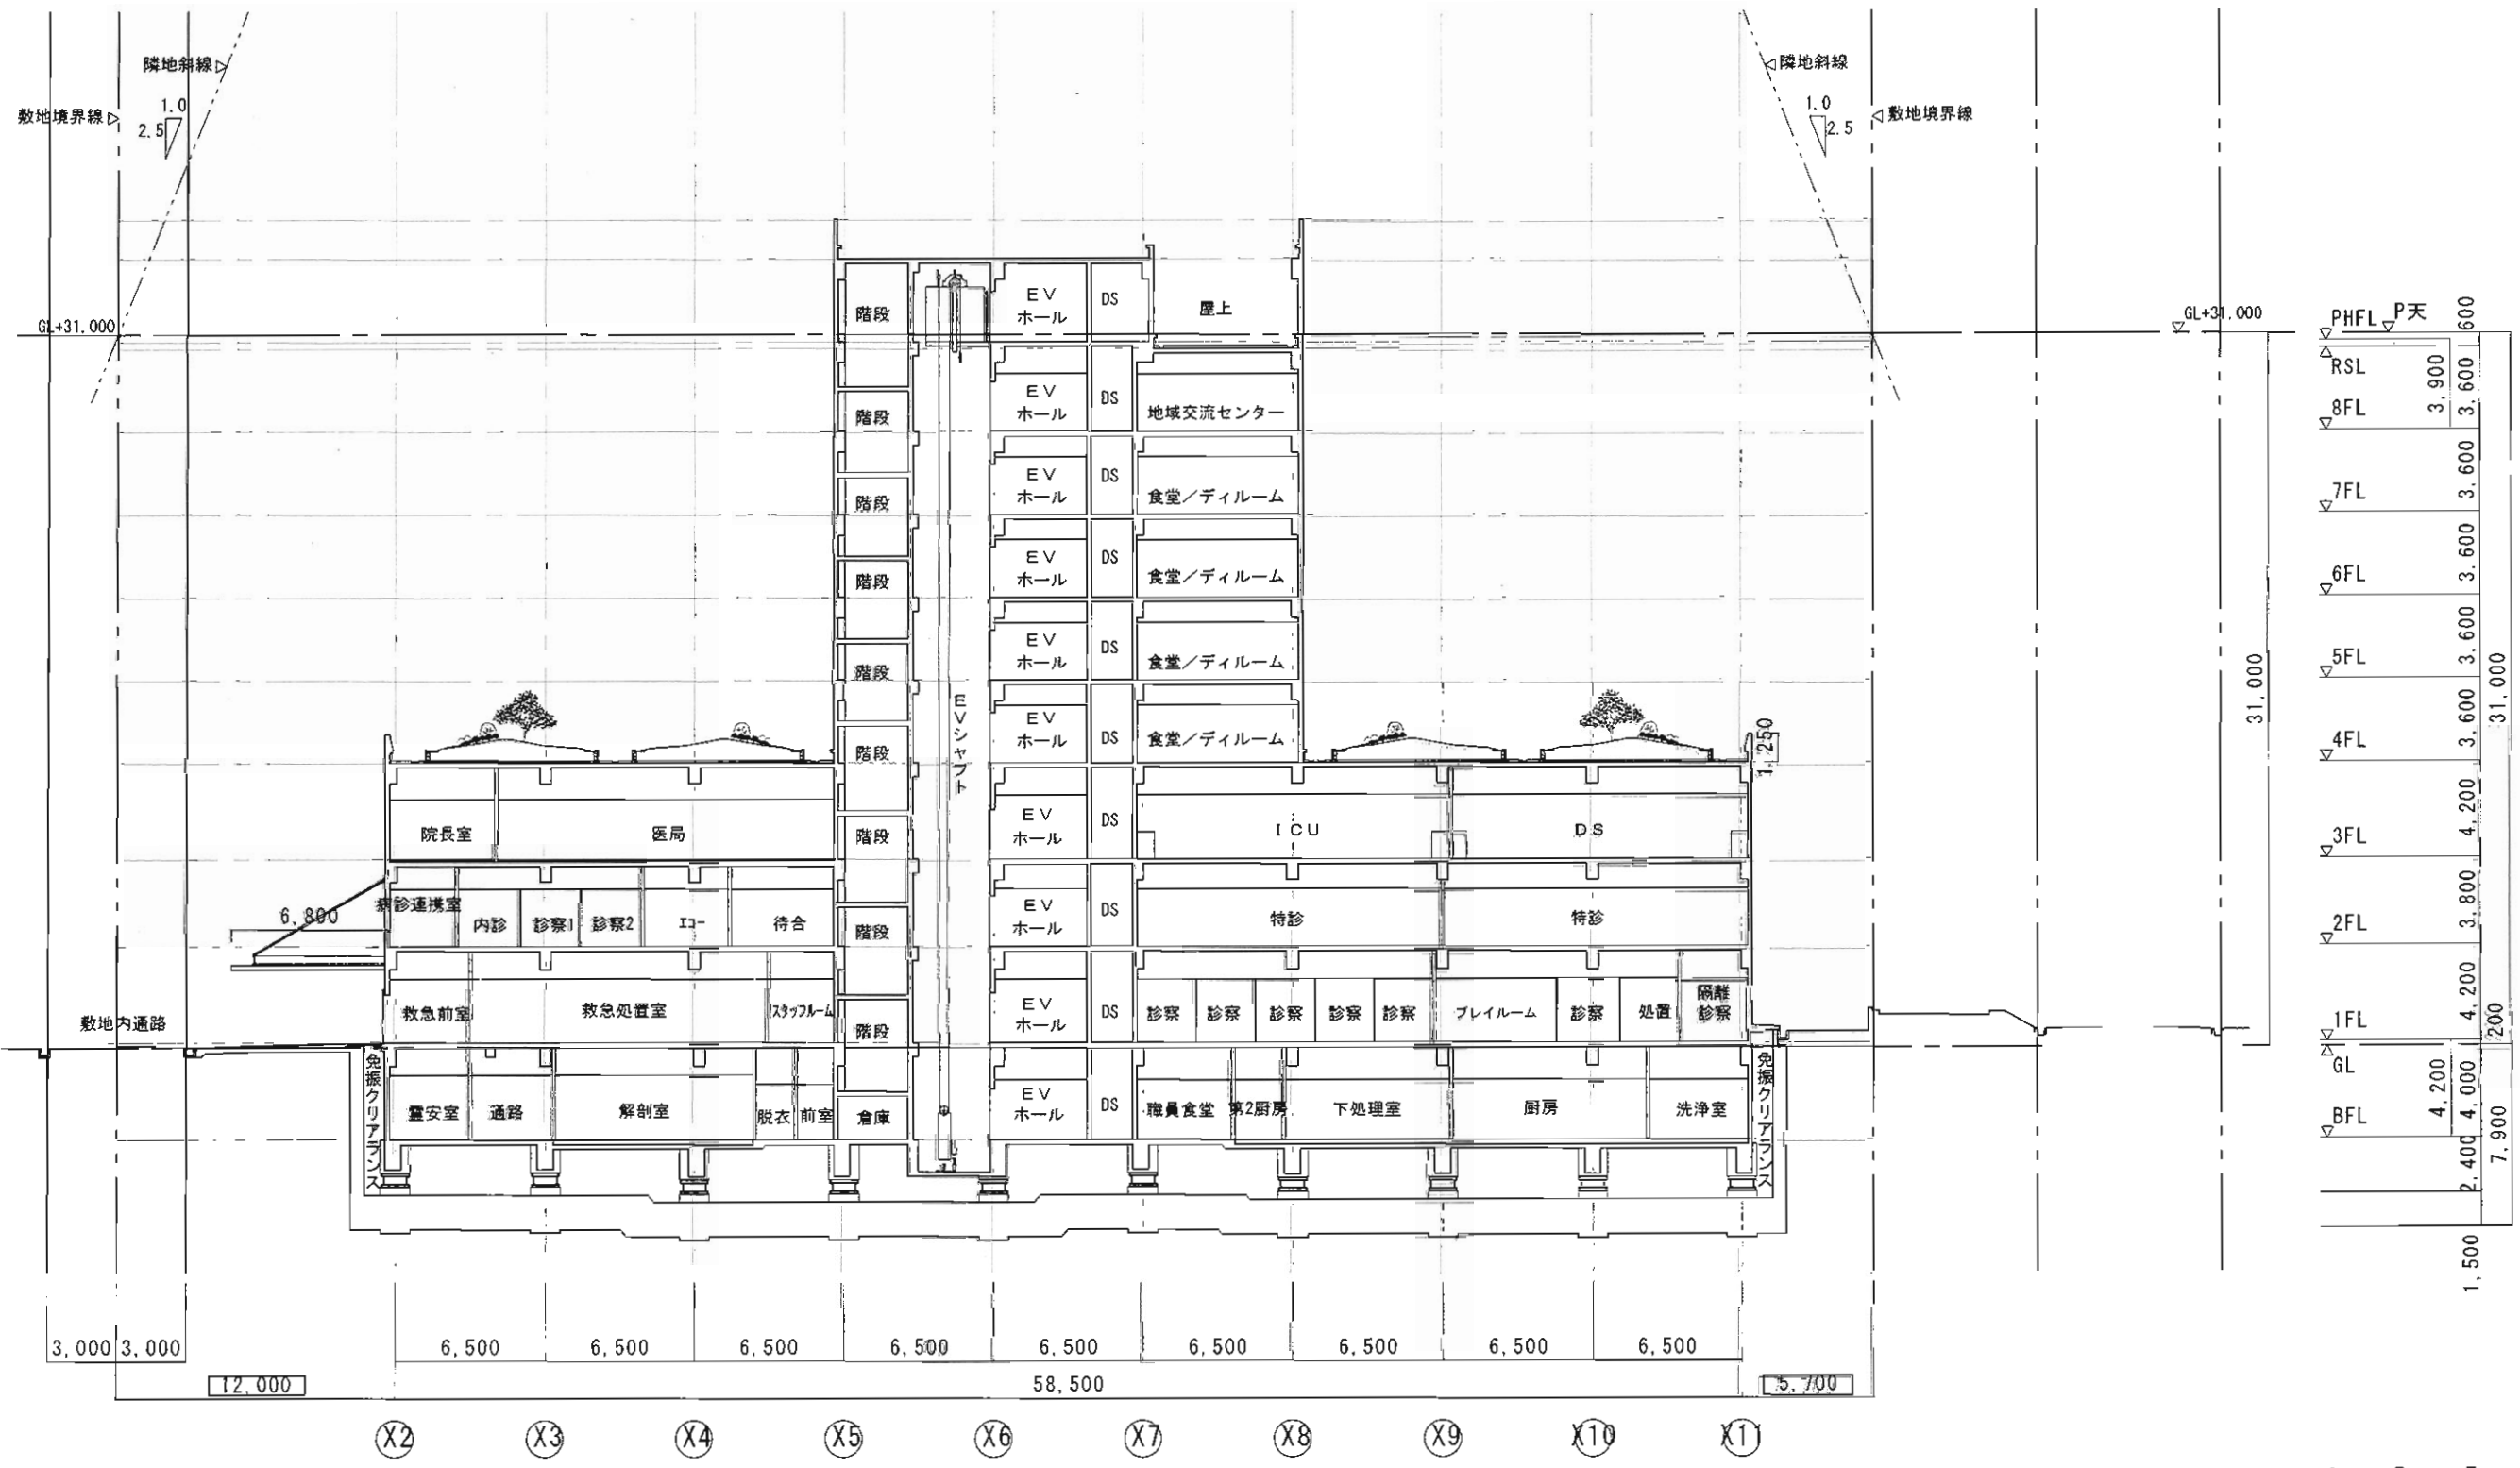 隣地斜線
隣地斜線
1.0
2.5
敷地境界線
1.0
2.5
敷地境界線
GL+31.000
GL+31.000
PHFL
P天
600
RSL
3,900
3,600
8FL
3,600
7FL
3,600
6FL
3,600
5FL
3,600
4FL
4,200
3FL
3,800
2FL
4,200
1FL
200
GL
4,200
4,000
BFL
2,400
7,900
1,500
31,000
31,000
1,250
階段
EV
ホール
DS
屋上
階段
EV
ホール
DS
地域交流センター
階段
EV
ホール
DS
食堂/ディルーム
階段
EV
ホール
DS
食堂/ディルーム
階段
EV
ホール
DS
食堂/ディルーム
階段
EV
ホール
DS
食堂/ディルーム
EVシャフト
院長室
医局
階段
EV
ホール
DS
ICU
DS
6,800
病診連携室
内診
診察1
診察2
エコー
待合
階段
EV
ホール
DS
特診
特診
敷地内通路
救急前室
救急処置室
スタッフルーム
階段
EV
ホール
DS
診察
診察
診察
診察
診察
プレイルーム
診察
処置
隔離
診察
免振クリアランス
霊安室
通路
解剖室
脱衣
前室
倉庫
EV
ホール
DS
職員食堂
第2厨房
下処理室
厨房
洗浄室
免振クリアランス
3,000
3,000
6,500
6,500
6,500
6,500
6,500
6,500
6,500
6,500
6,500
12,000
58,500
5,700
X2
X3
X4
X5
X6
X7
X8
X9
X10
X11